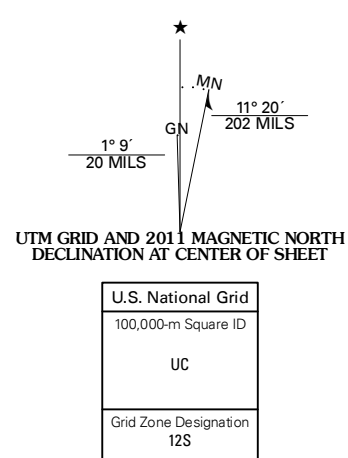 ★
MN
GN
11° 20´
202 MILS
1° 9´
20 MILS
UTM GRID AND 2011 MAGNETIC NORTH
DECLINATION AT CENTER OF SHEET
U.S. National Grid
100,000-m Square ID
UC
Grid Zone Designation
12S